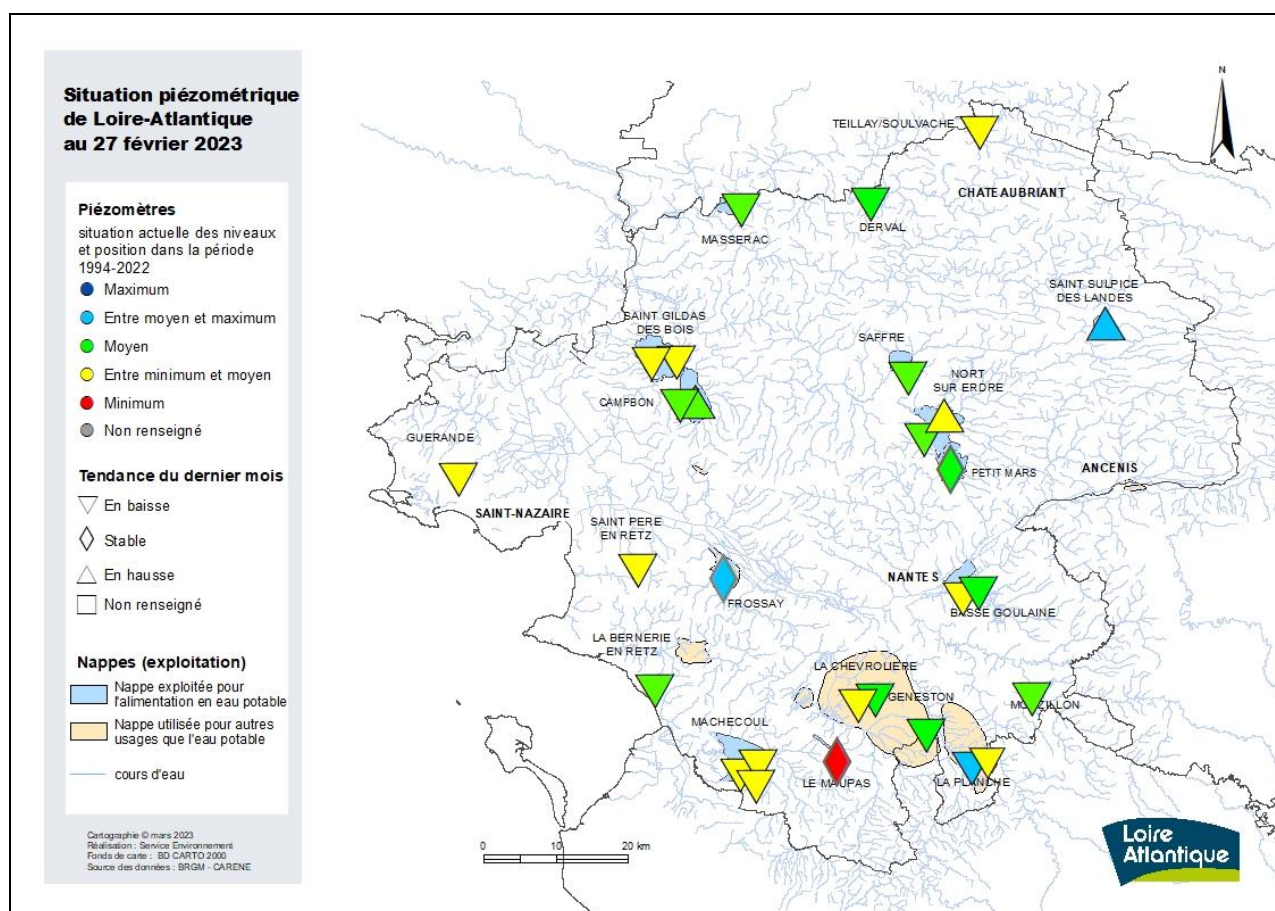 Situation piézométrique
de Loire-Atlantique
au 27 février 2023
Piézomètres
situation actuelle des niveaux
et position dans la période
1994-2022
Maximum
Entre moyen et maximum
Moyen
Entre minimum et moyen
Minimum
Non renseigné
Tendance du dernier mois
En baisse
Stable
En hausse
Non renseigné
Nappes (exploitation)
Nappe exploitée pour
l'alimentation en eau potable
Nappe utilisée pour autres
usages que l'eau potable
cours d'eau
Cartographie © mars 2023
Réalisation : Service Environnement
Fonds de carte : BD CARTO 2000
Source des données : BRGM - CARENE
N
TEILLAY/SOULVACHE
CHATEAUBRIANT
MASSERAC
DERVAL
SAINT SULPICE
DES LANDES
SAINT GILDAS
DES BOIS
SAFFRE
NORT
SUR ERDRE
CAMPBON
GUERANDE
PETIT MARS
ANCENIS
SAINT-NAZAIRE
SAINT PERE
EN RETZ
NANTES
FROSSAY
BASSE GOULAINE
LA BERNERIE
EN RETZ
LA CHEVROLIERE
GENESTON
MACHECOUL
LE MAUPAS
LA PLANCHE
0 10 20 km
Loire
Atlantique